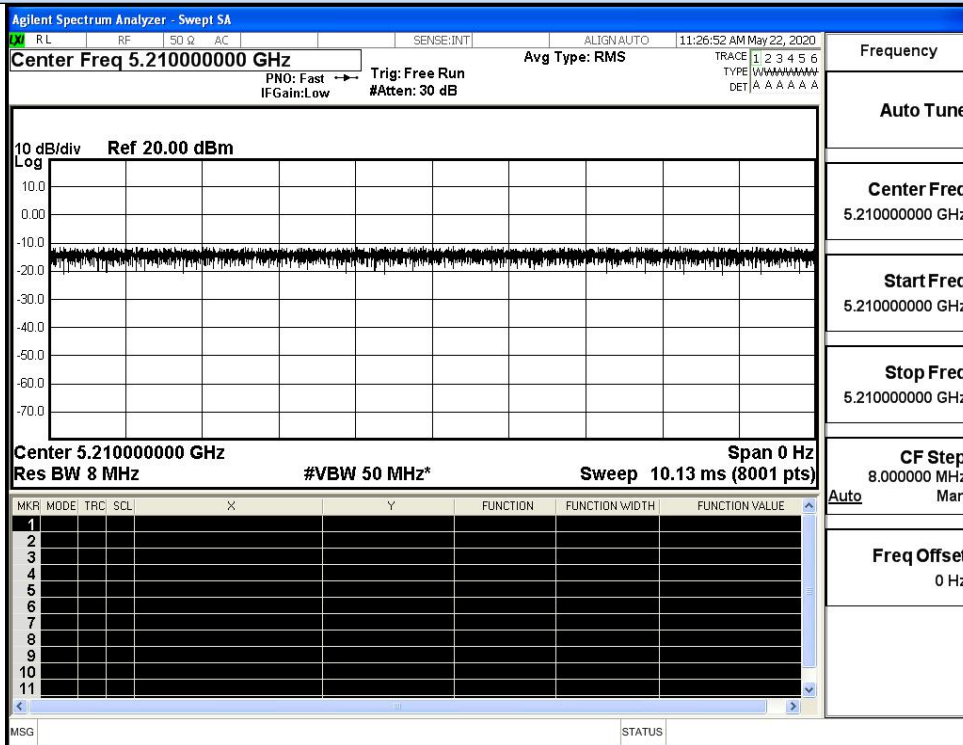 Agilent Spectrum Analyzer - Swept SA
LXI RL RF 50 Ω AC SENSE:INT ALIGN AUTO 11:26:52 AM May 22, 2020
Center Freq 5.210000000 GHz Avg Type: RMS TRACE 1 2 3 4 5 6
PNO: Fast Trig: Free Run TYPE WWWWWW
IFGain:Low #Atten: 30 dB DET A A A A A A
10 dB/div Ref 20.00 dBm
Log
10.0
0.00
-10.0
-20.0
-30.0
-40.0
-50.0
-60.0
-70.0
Center 5.210000000 GHz Span 0 Hz
Res BW 8 MHz #VBW 50 MHz* Sweep 10.13 ms (8001 pts)
MKR MODE TRC SCL X Y FUNCTION FUNCTION WIDTH FUNCTION VALUE
1
2
3
4
5
6
7
8
9
10
11
MSG STATUS
Frequency
Auto Tune
Center Freq
5.210000000 GHz
Start Freq
5.210000000 GHz
Stop Freq
5.210000000 GHz
CF Step
8.000000 MHz
Auto Man
Freq Offset
0 Hz